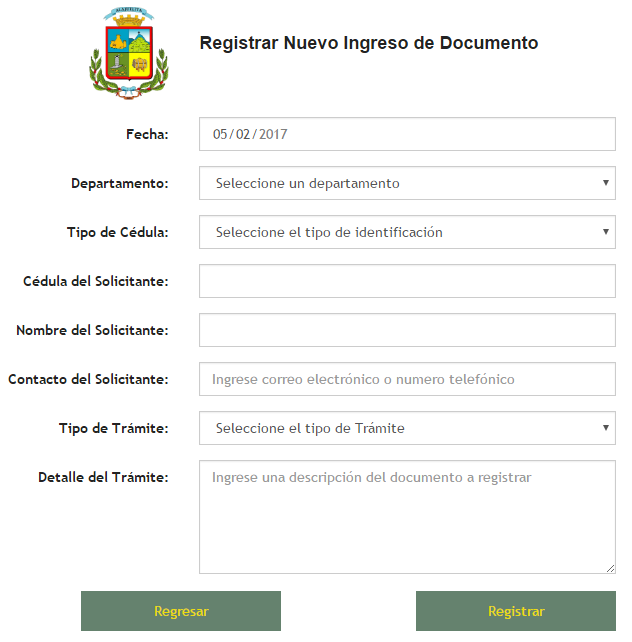 Registrar Nuevo Ingreso de Documento
Fecha: 05/02/2017
Departamento: Seleccione un departamento
Tipo de Cédula: Seleccione el tipo de identificación
Cédula del Solicitante:
Nombre del Solicitante:
Contacto del Solicitante: Ingrese correo electrónico o numero telefónico
Tipo de Trámite: Seleccione el tipo de Trámite
Detalle del Trámite: Ingrese una descripción del documento a registrar
Regresar Registrar